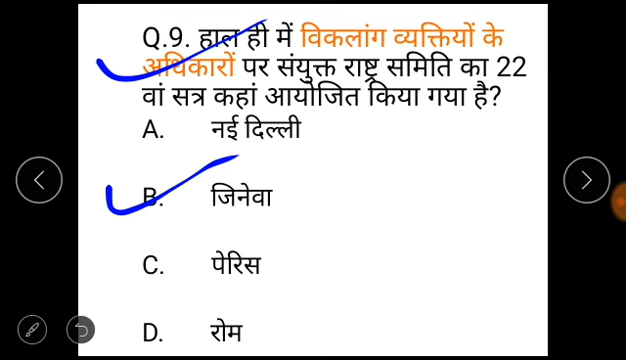 Q.9. हाल ही में विकलांग व्यक्तियों के
अधिकारों पर संयुक्त राष्ट्र समिति का 22
वां सत्र कहां आयोजित किया गया है?
A. नई दिल्ली
B. जिनेवा
C. पेरिस
D. रोम